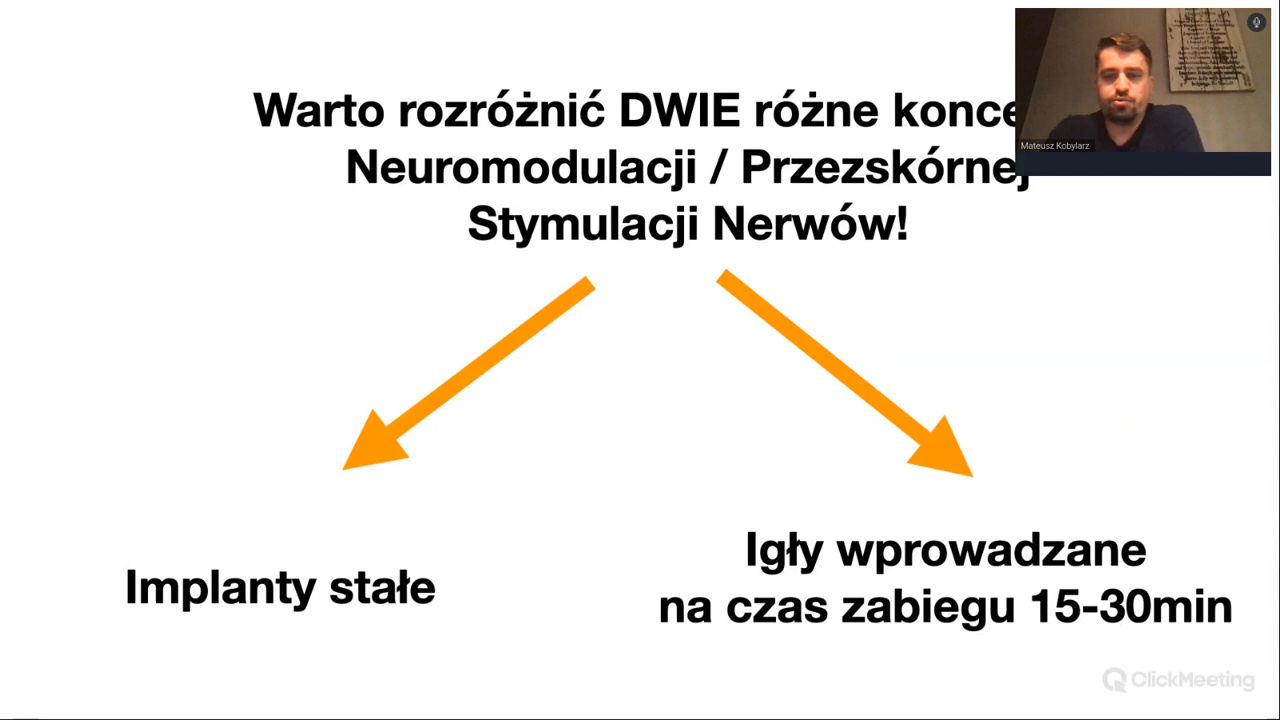 Warto rozróżnić DWIE różne konce
Neuromodulacji / Przezskórnej
Stymulacji Nerwów!
Implanty stałe
Igły wprowadzane
na czas zabiegu 15-30min
Mateusz Kobylarz
ClickMeeting